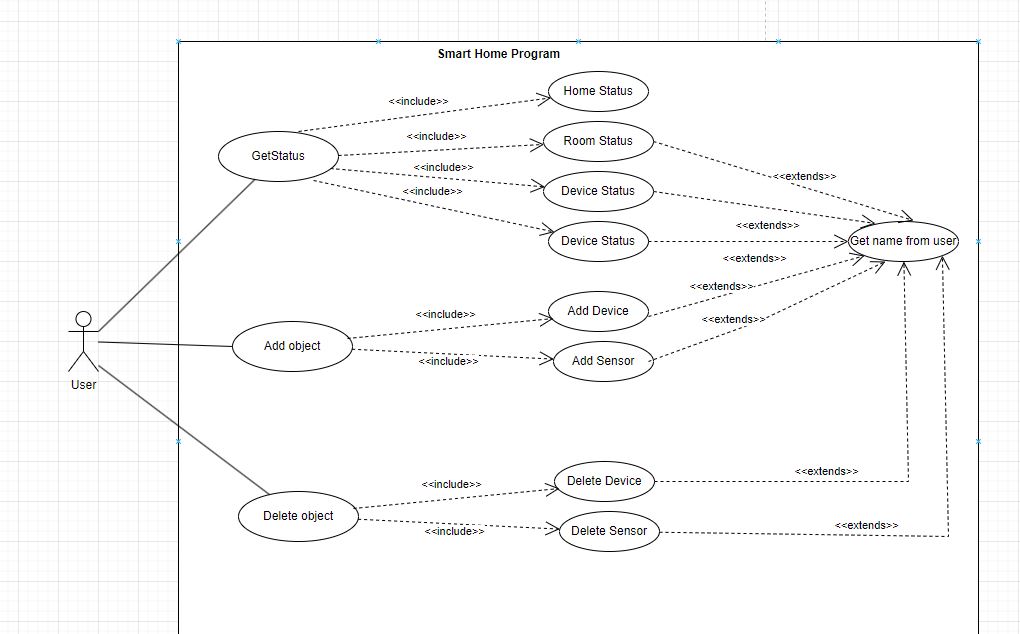 Smart Home Program
<<include>>
Home Status
<<include>>
Room Status
GetStatus
<<include>>
<<extends>>
<<include>>
Device Status
<<extends>>
Device Status
Get name from user
<<extends>>
<<extends>>
<<include>>
Add Device
<<extends>>
User
Add object
<<include>>
Add Sensor
<<extends>>
<<include>>
Delete Device
Delete object
<<extends>>
<<include>>
Delete Sensor